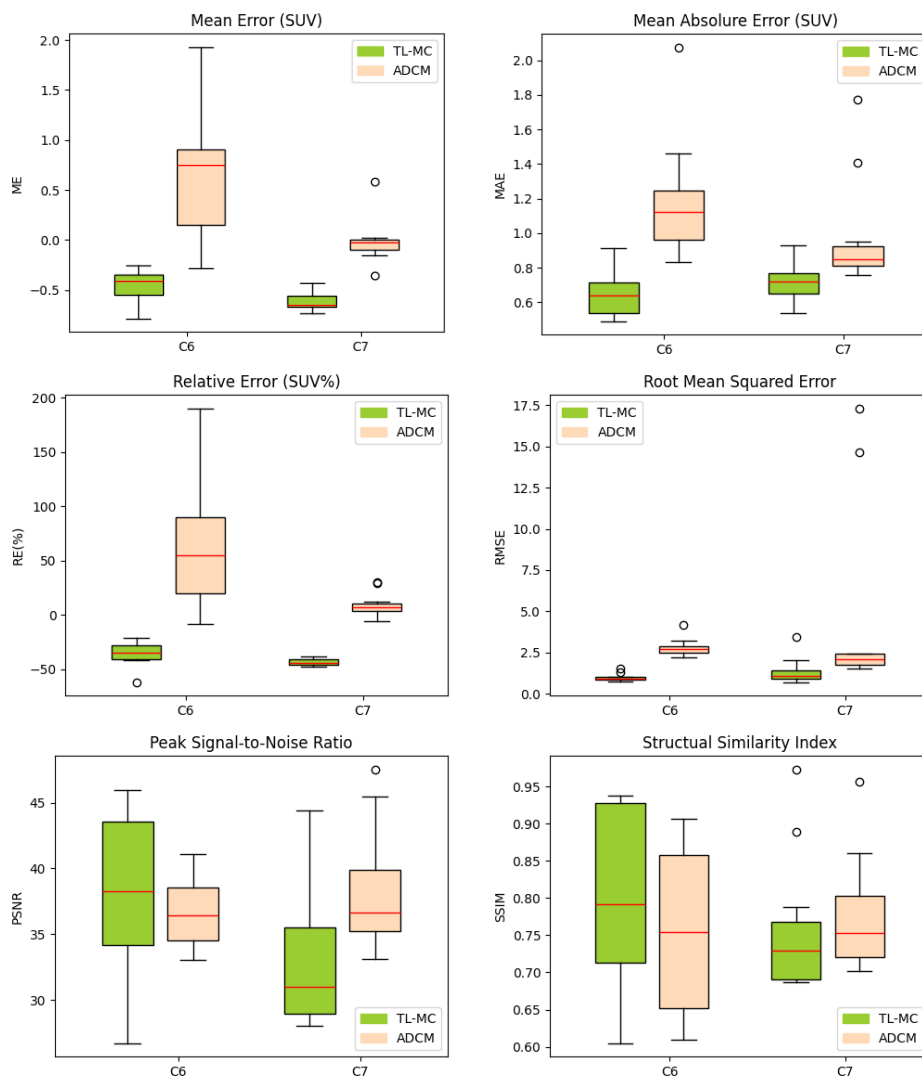 Mean Error (SUV)
2.0
1.5
1.0
0.5
0.0
−0.5
ME
TL-MC
ADCM
C6
C7
Mean Absolure Error (SUV)
2.0
1.8
1.6
1.4
1.2
1.0
0.8
0.6
MAE
TL-MC
ADCM
C6
C7
Relative Error (SUV%)
200
150
100
50
0
−50
RE(%)
TL-MC
ADCM
C6
C7
Root Mean Squared Error
17.5
15.0
12.5
10.0
7.5
5.0
2.5
0.0
RMSE
TL-MC
ADCM
C6
C7
Peak Signal-to-Noise Ratio
45
40
35
30
PSNR
TL-MC
ADCM
C6
C7
Structual Similarity Index
0.95
0.90
0.85
0.80
0.75
0.70
0.65
0.60
SSIM
TL-MC
ADCM
C6
C7